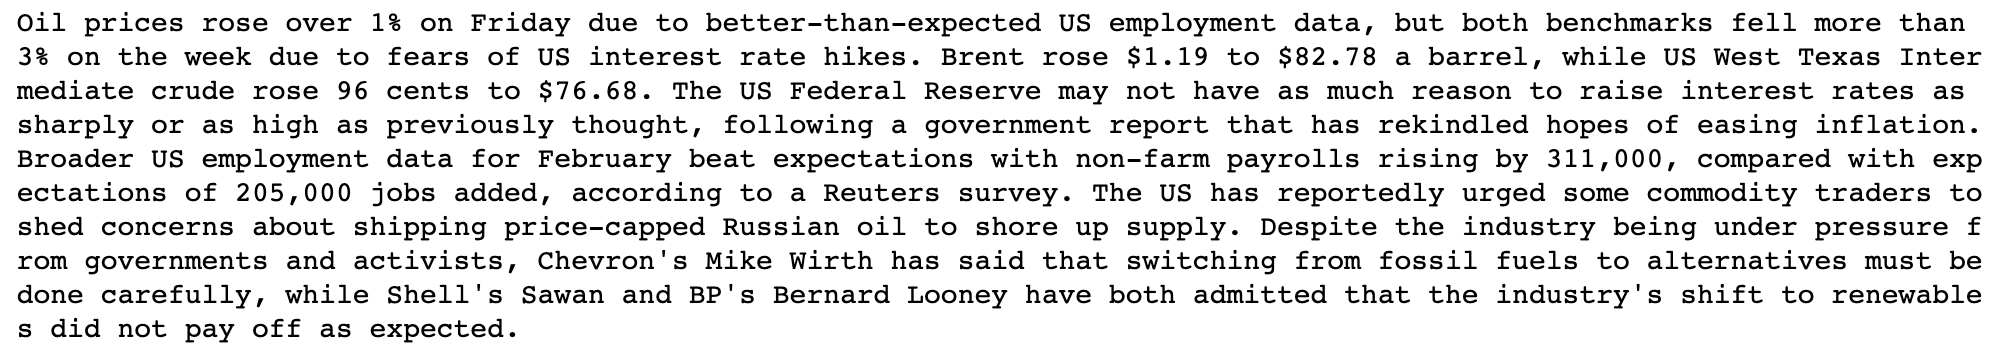 Oil prices rose over 1% on Friday due to better-than-expected US employment data, but both benchmarks fell more than
3% on the week due to fears of US interest rate hikes. Brent rose $1.19 to $82.78 a barrel, while US West Texas Inter
mediate crude rose 96 cents to $76.68. The US Federal Reserve may not have as much reason to raise interest rates as
sharply or as high as previously thought, following a government report that has rekindled hopes of easing inflation.
Broader US employment data for February beat expectations with non-farm payrolls rising by 311,000, compared with exp
ectations of 205,000 jobs added, according to a Reuters survey. The US has reportedly urged some commodity traders to
shed concerns about shipping price-capped Russian oil to shore up supply. Despite the industry being under pressure f
rom governments and activists, Chevron's Mike Wirth has said that switching from fossil fuels to alternatives must be
done carefully, while Shell's Sawan and BP's Bernard Looney have both admitted that the industry's shift to renewable
s did not pay off as expected.